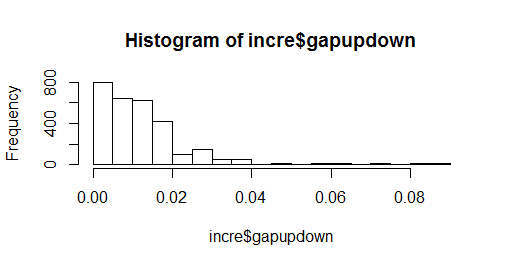 Histogram of incre$gapupdown
Frequency
800
400
0
0.00 0.02 0.04 0.06 0.08
incre$gapupdown